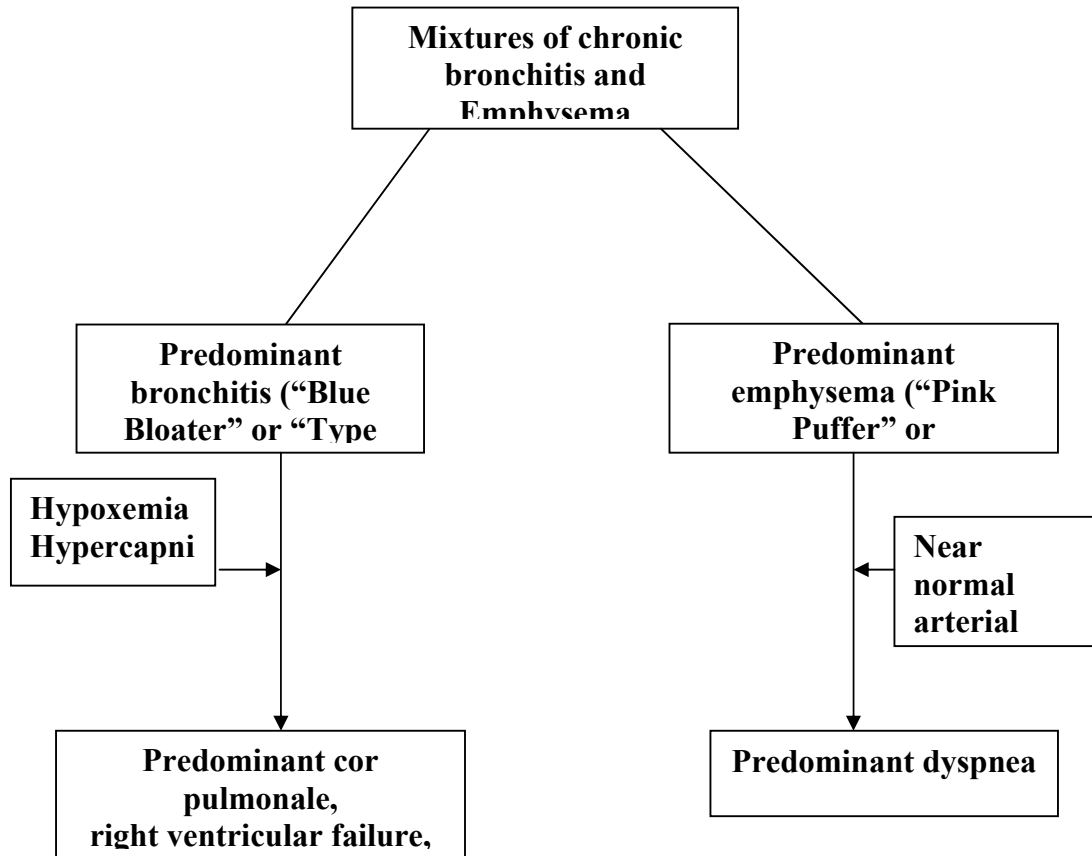 Mixtures of chronic
bronchitis and
Emphysema
Predominant
bronchitis (“Blue
Bloater” or “Type
Predominant
emphysema (“Pink
Puffer” or
Hypoxemia
Hypercapni
Near
normal
arterial
Predominant cor
pulmonale,
right ventricular failure,
Predominant dyspnea